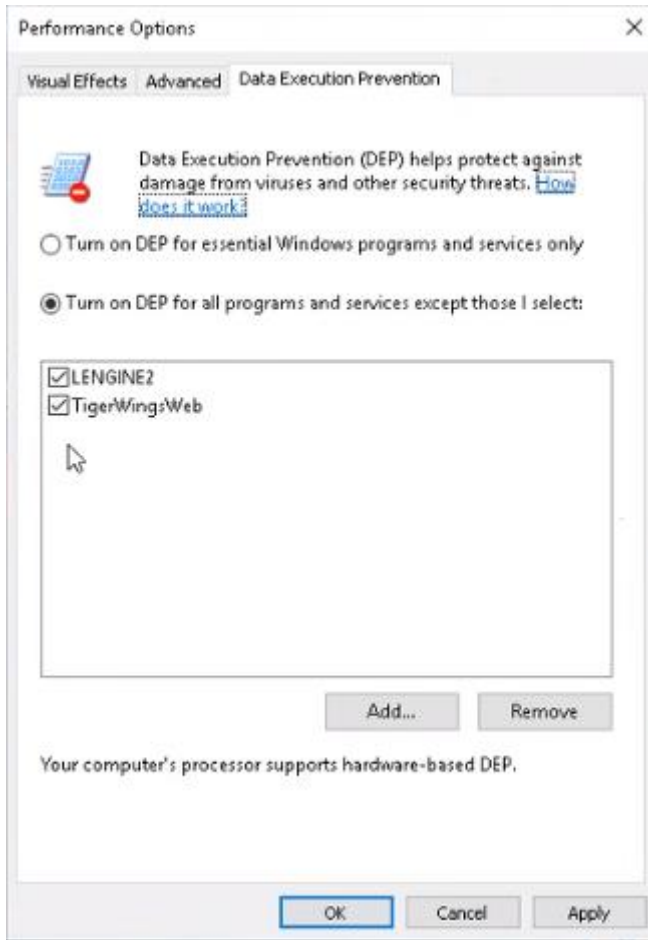 Performance Options
Visual Effects
Advanced
Data Execution Prevention
Data Execution Prevention (DEP) helps protect against
damage from viruses and other security threats. How
does it work?
Turn on DEP for essential Windows programs and services only
Turn on DEP for all programs and services except those I select:
LENGINE2
TigerWingsWeb
Add...
Remove
Your computer's processor supports hardware-based DEP.
OK
Cancel
Apply